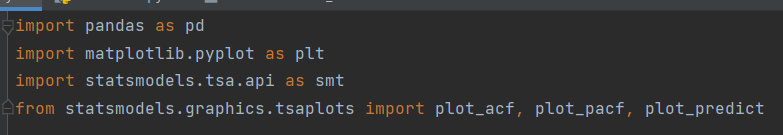 import pandas as pd
import matplotlib.pyplot as plt
import statsmodels.tsa.api as smt
from statsmodels.graphics.tsaplots import plot_acf, plot_pacf, plot_predict